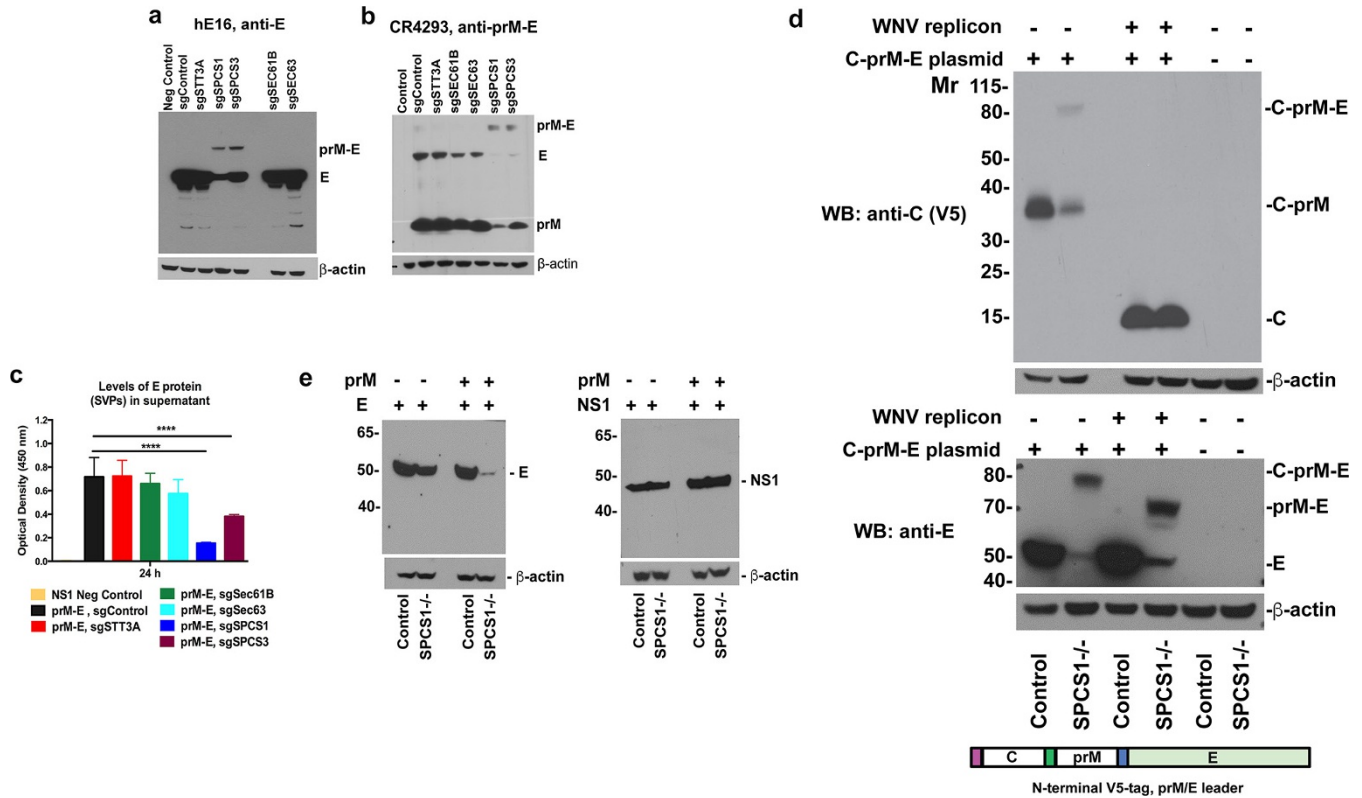 a
hE16, anti-E
Neg Control
sgControl
sgSTT3A
sgSPCS1
sgSPCS3
sgSEC61B
sgSEC63
prM-E
E
β-actin
b
CR4293, anti-prM-E
Control
sgControl
sgSTT3A
sgSEC61B
sgSEC63
sgSPCS1
sgSPCS3
prM-E
E
prM
β-actin
c
Levels of E protein
(SVPs) in supernatant
Optical Density (450 nm)
1.2
1.0
0.8
0.6
0.4
0.2
0.0
****
****
24 h
NS1 Neg Control
prM-E , sgControl
prM-E, sgSTT3A
prM-E, sgSec61B
prM-E, sgSec63
prM-E, sgSPCS1
prM-E, sgSPCS3
e
prM - - + +
E + + + +
65-
50-
40-
- E
- β-actin
Control
SPCS1-/-
Control
SPCS1-/-
prM - - + +
NS1 + + + +
65-
50-
40-
- NS1
- β-actin
Control
SPCS1-/-
Control
SPCS1-/-
d
WNV replicon - - + + - -
C-prM-E plasmid + + + + - -
Mr 115-
80-
50-
40-
30-
25-
15-
WB: anti-C (V5)
-C-prM-E
-C-prM
-C
-β-actin
WNV replicon - - + + - -
C-prM-E plasmid + + + + - -
80-
70-
50-
40-
WB: anti-E
-C-prM-E
-prM-E
-E
-β-actin
Control
SPCS1-/-
Control
SPCS1-/-
Control
SPCS1-/-
C prM E
N-terminal V5-tag, prM/E leader